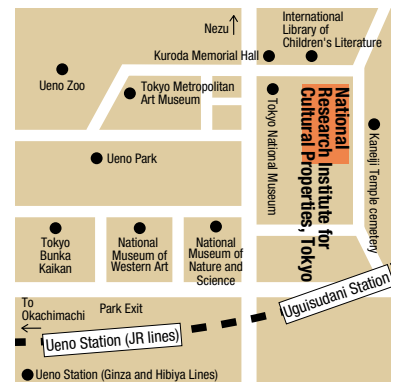 Nezu
International
Library of
Children's Literature
Kuroda Memorial Hall
Ueno Zoo
Tokyo Metropolitan
Art Museum
National
Research Institute for
Cultural Properties, Tokyo
Tokyo National Museum
Kaneiji Temple cemetery
Ueno Park
Tokyo
Bunka
Kaikan
National
Museum of
Western Art
National
Museum of
Nature and
Science
Uguisudani Station
To
Okachimachi
Park Exit
Ueno Station (JR lines)
Ueno Station (Ginza and Hibiya Lines)